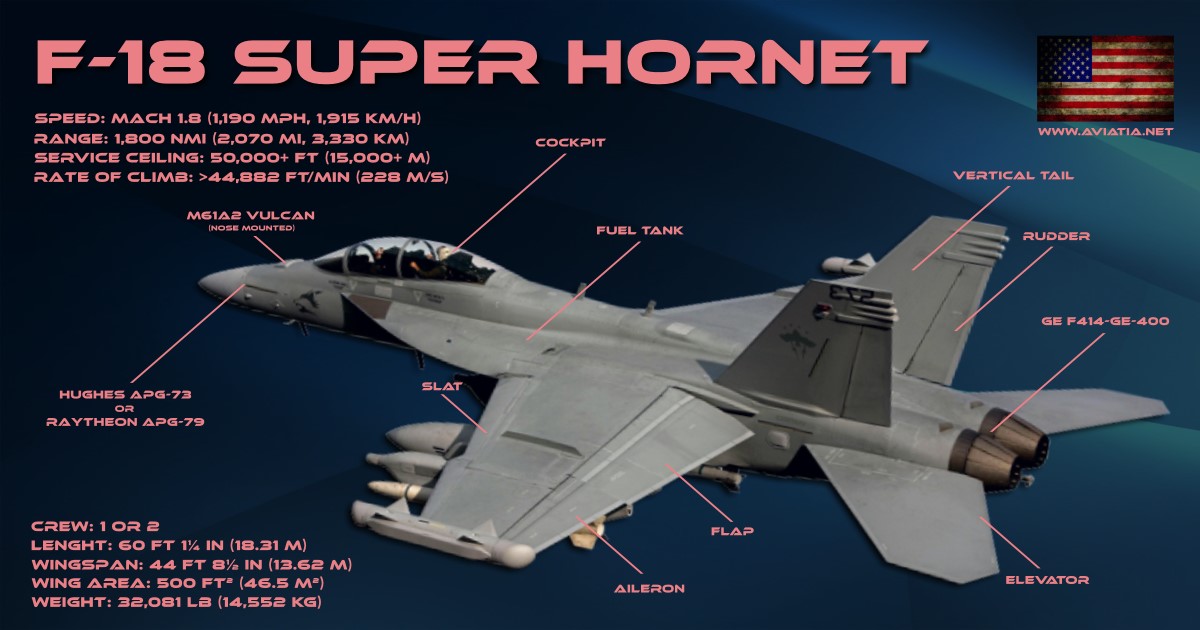 F-18 SUPER HORNET
WWW.AVIATIA.NET
SPEED: MACH 1.8 (1,190 MPH, 1,915 KM/H)
RANGE: 1,800 NMI (2,070 MI, 3,330 KM)
SERVICE CEILING: 50,000+ FT (15,000+ M)
RATE OF CLIMB: >44,882 FT/MIN (228 M/S)
COCKPIT
VERTICAL TAIL
M61A2 VULCAN
(NOSE MOUNTED)
FUEL TANK
RUDDER
GE F414-GE-400
HUGHES APG-73
OR
RAYTHEON APG-79
SLAT
FLAP
AILERON
ELEVATOR
CREW: 1 OR 2
LENGHT: 60 FT 1¼ IN (18.31 M)
WINGSPAN: 44 FT 8½ IN (13.62 M)
WING AREA: 500 FT² (46.5 M²)
WEIGHT: 32,081 LB (14,552 KG)